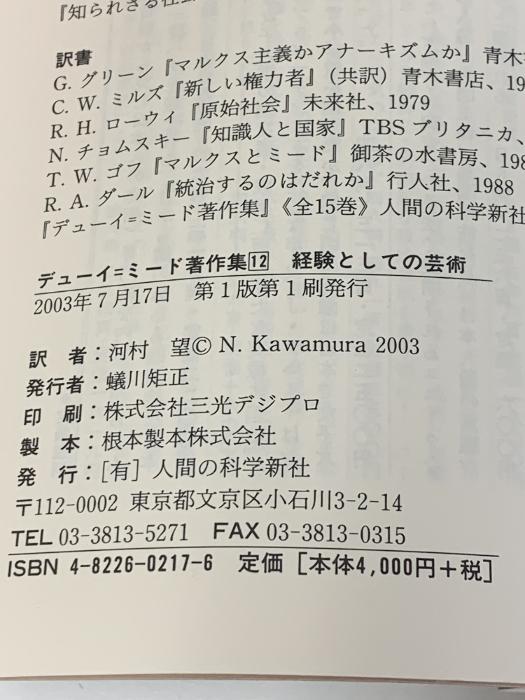 『知られざる社会
訳書
G. グリーン『マルクス主義かアナーキズムか』青木
C. W. ミルズ『新しい権力者』(共訳) 青木書店、19
R. H. ローウィ『原始社会』未来社、1979
N. チョムスキー『知識人と国家』TBSブリタニカ、
T. W. ゴフ『マルクスとミード』御茶の水書房、198
R. A. ダール『統治するのはだれか』行人社、1988
『デューイ=ミード著作集』《全15巻》人間の科学新社
デューイ=ミード著作集12 経験としての芸術
2003年7月17日 第1版第1刷発行
訳 者：河村 望© N. Kawamura 2003
発行者：蟻川矩正
印 刷：株式会社三光デジプロ
製 本：根本製本株式会社
発 行：[有] 人間の科学新社
〒112-0002 東京都文京区小石川3-2-14
TEL 03-3813-5271 FAX 03-3813-0315
ISBN 4-8226-0217-6 定価 [本体4,000円+税]